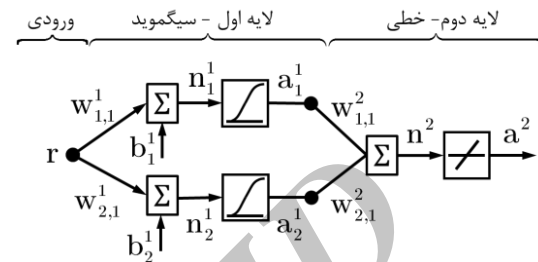 ورودی لایه اول - سیگموید لایه دوم- خطی
w¹₁,₁ Σ n¹₁ a¹₁ w²₁,₁
b¹₁
r Σ n² a²
w¹₂,₁ Σ n¹₂ a¹₂ w²₂,₁
b¹₂